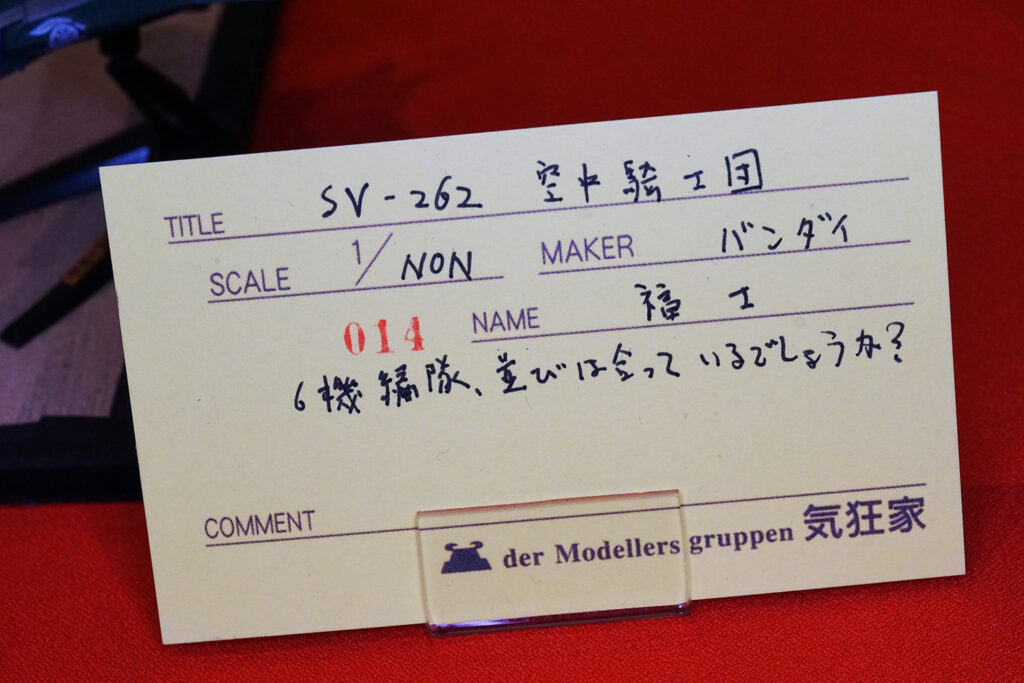 TITLE SV-262 空中騎士団
SCALE 1/NON MAKER バンダイ
014 NAME 福士
6機編隊、並びは合っているでしょうか?
COMMENT
der Modellers gruppen 気狂家